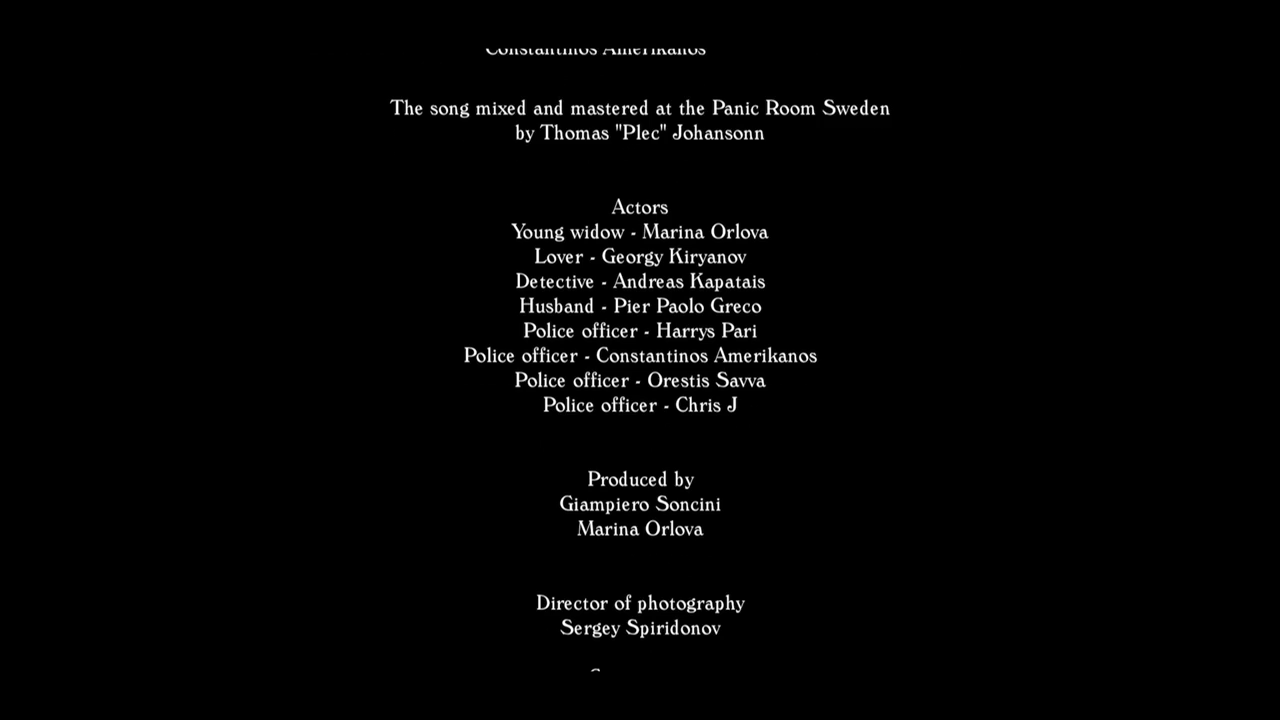 Constantinos Amerikanos
The song mixed and mastered at the Panic Room Sweden
by Thomas "Plec" Johansonn
Actors
Young widow - Marina Orlova
Lover - Georgy Kiryanov
Detective - Andreas Kapatais
Husband - Pier Paolo Greco
Police officer - Harrys Pari
Police officer - Constantinos Amerikanos
Police officer - Orestis Savva
Police officer - Chris J
Produced by
Giampiero Soncini
Marina Orlova
Director of photography
Sergey Spiridonov